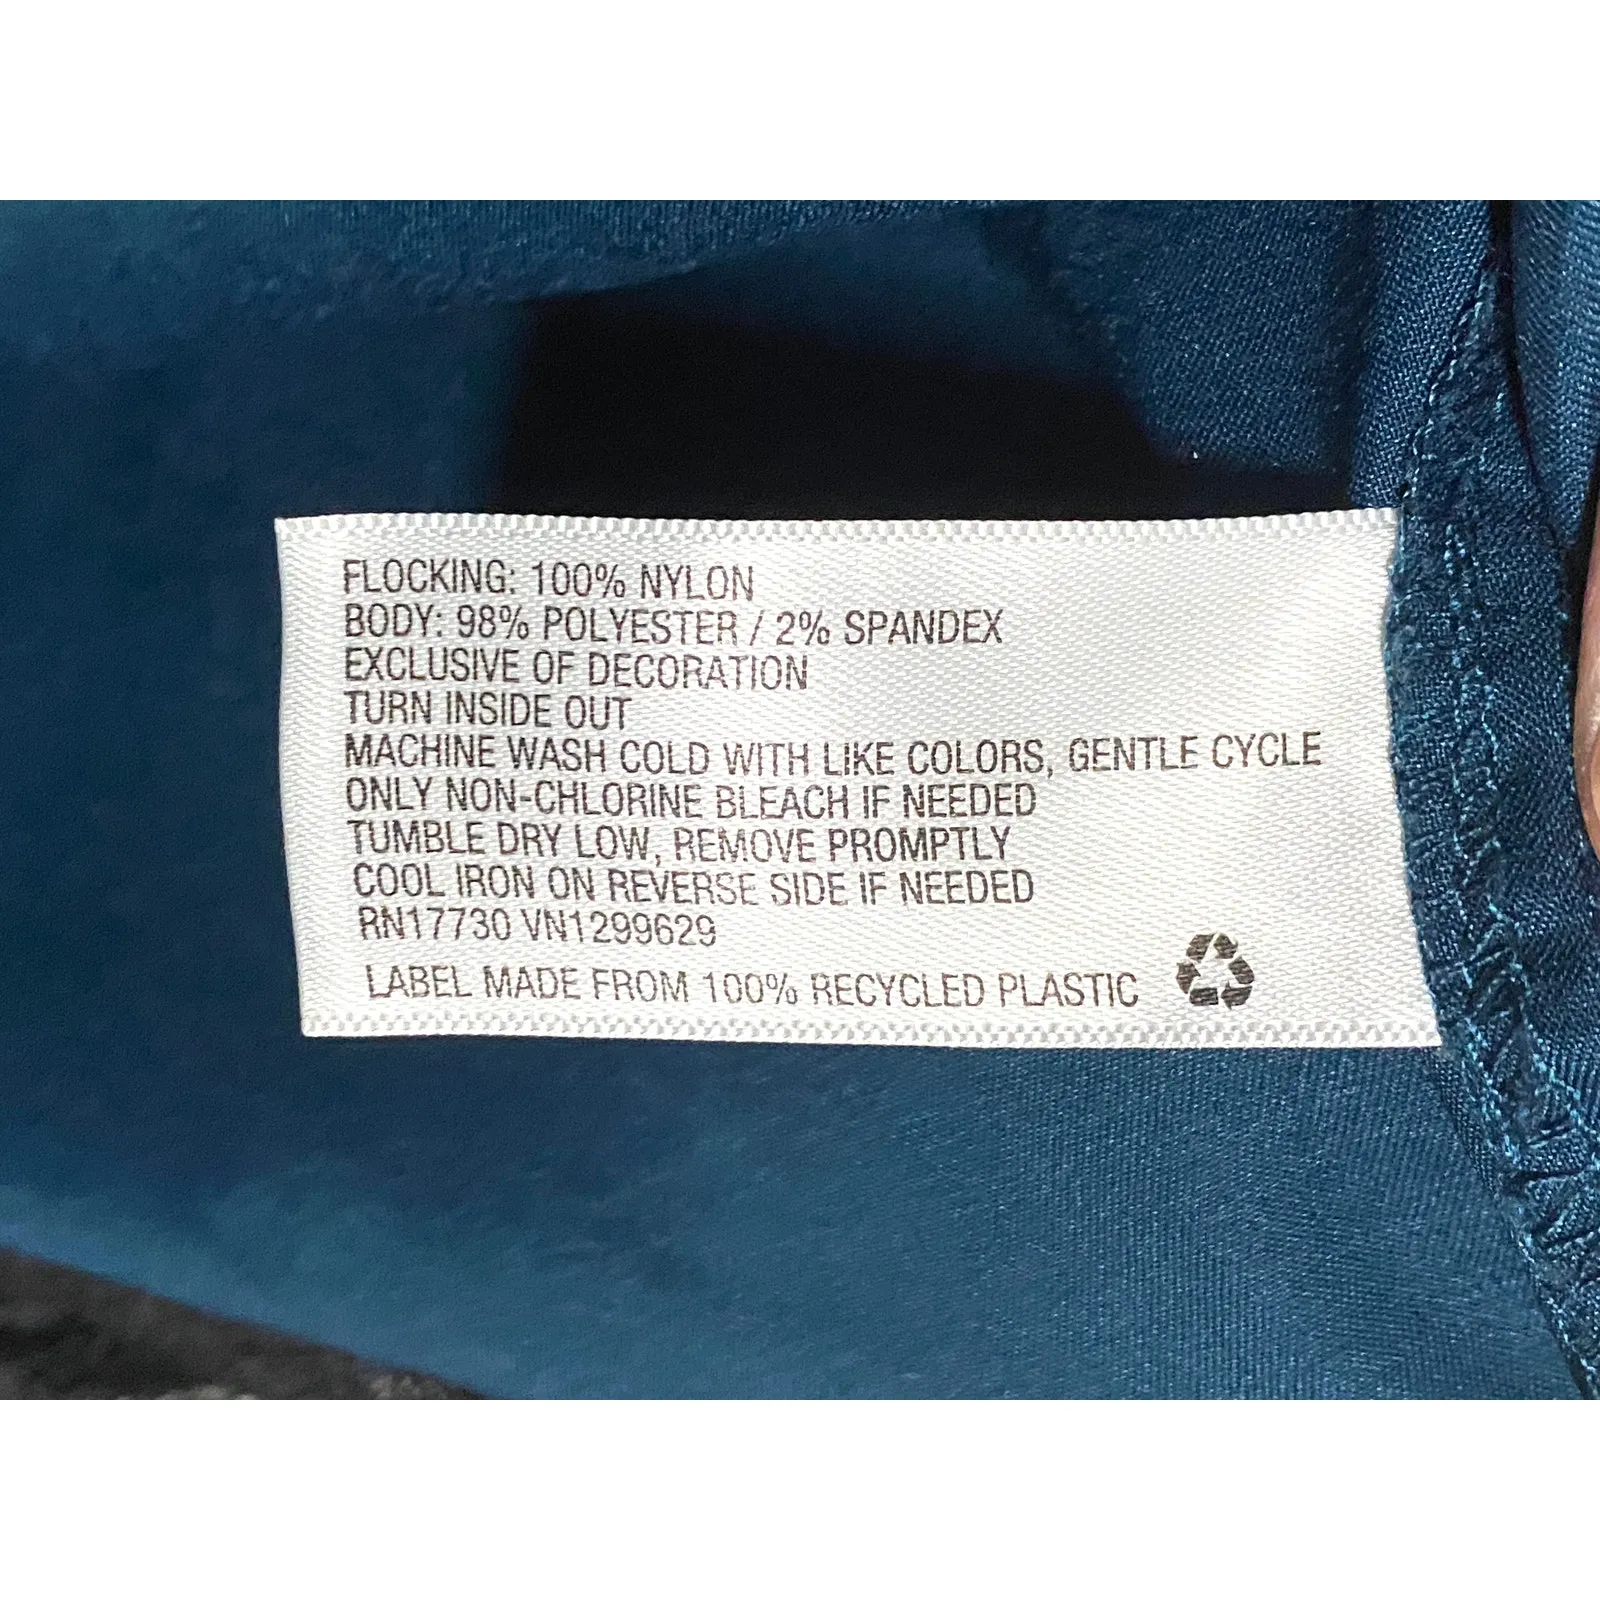 FLOCKING: 100% NYLON
BODY: 98% POLYESTER / 2% SPANDEX
EXCLUSIVE OF DECORATION
TURN INSIDE OUT
MACHINE WASH COLD WITH LIKE COLORS, GENTLE CYCLE
ONLY NON-CHLORINE BLEACH IF NEEDED
TUMBLE DRY LOW, REMOVE PROMPTLY
COOL IRON ON REVERSE SIDE IF NEEDED
RN17730 VN1299629
LABEL MADE FROM 100% RECYCLED PLASTIC